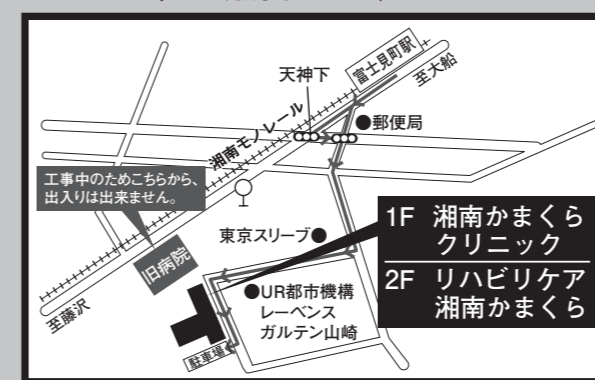 富士見町駅
至大船
天神下
●郵便局
湘南モノレール
工事中のためこちらから、
出入りは出来ません。
旧病院
至藤沢
東京スリーブ●
1F 湘南かまくら
クリニック
2F リハビリケア
湘南かまくら
●UR都市機構
レーベンス
ガルテン山崎
駐車場